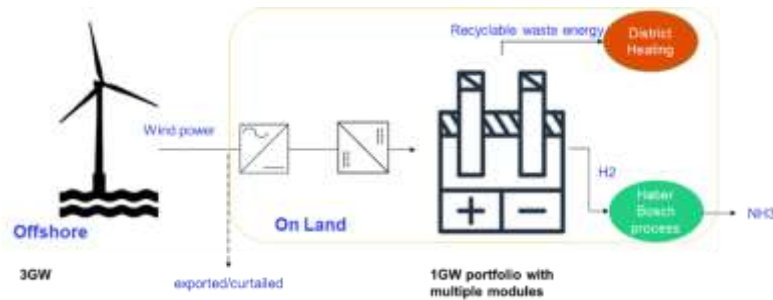 Recyclable waste energy
District
Heating
Wind power
H2
Haber
Bosch
process
NH3
Offshore
On Land
3GW
exported/curtailed
1GW portfolio with
multiple modules
+ −